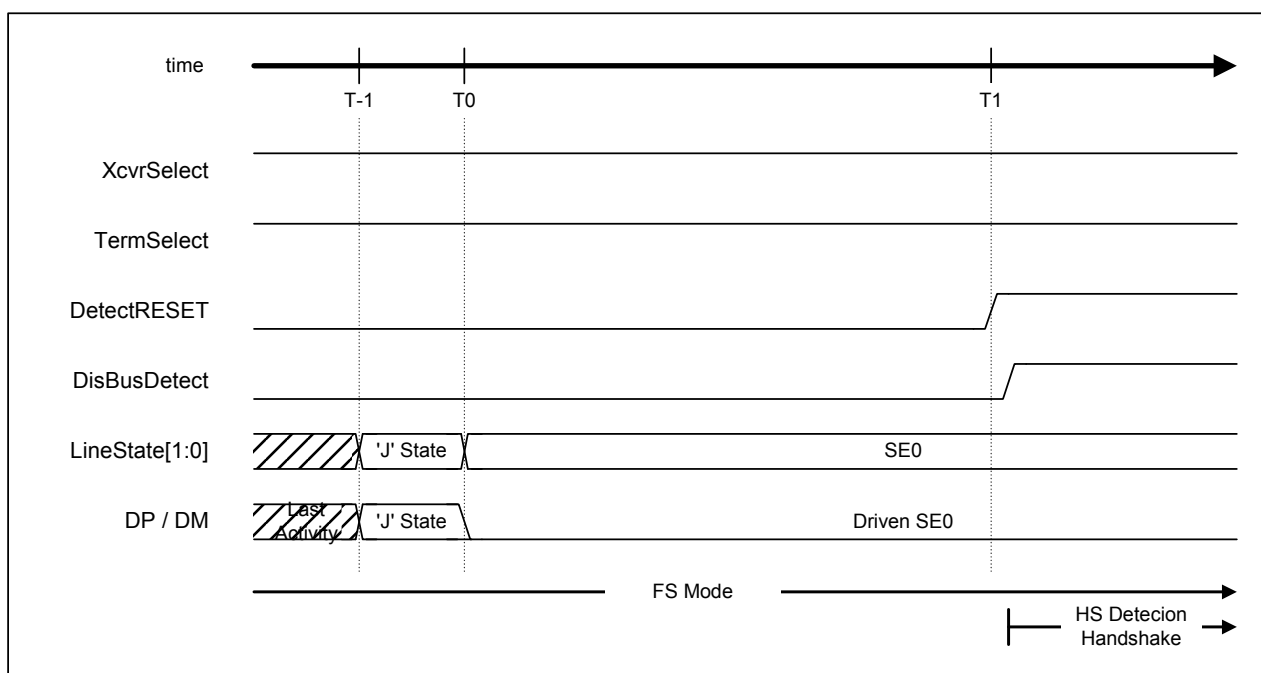 time
T-1
T0
T1
XcvrSelect
TermSelect
DetectRESET
DisBusDetect
LineState[1:0]
'J' State
SE0
DP / DM
Last
Activity
'J' State
Driven SE0
FS Mode
HS Detecion
Handshake